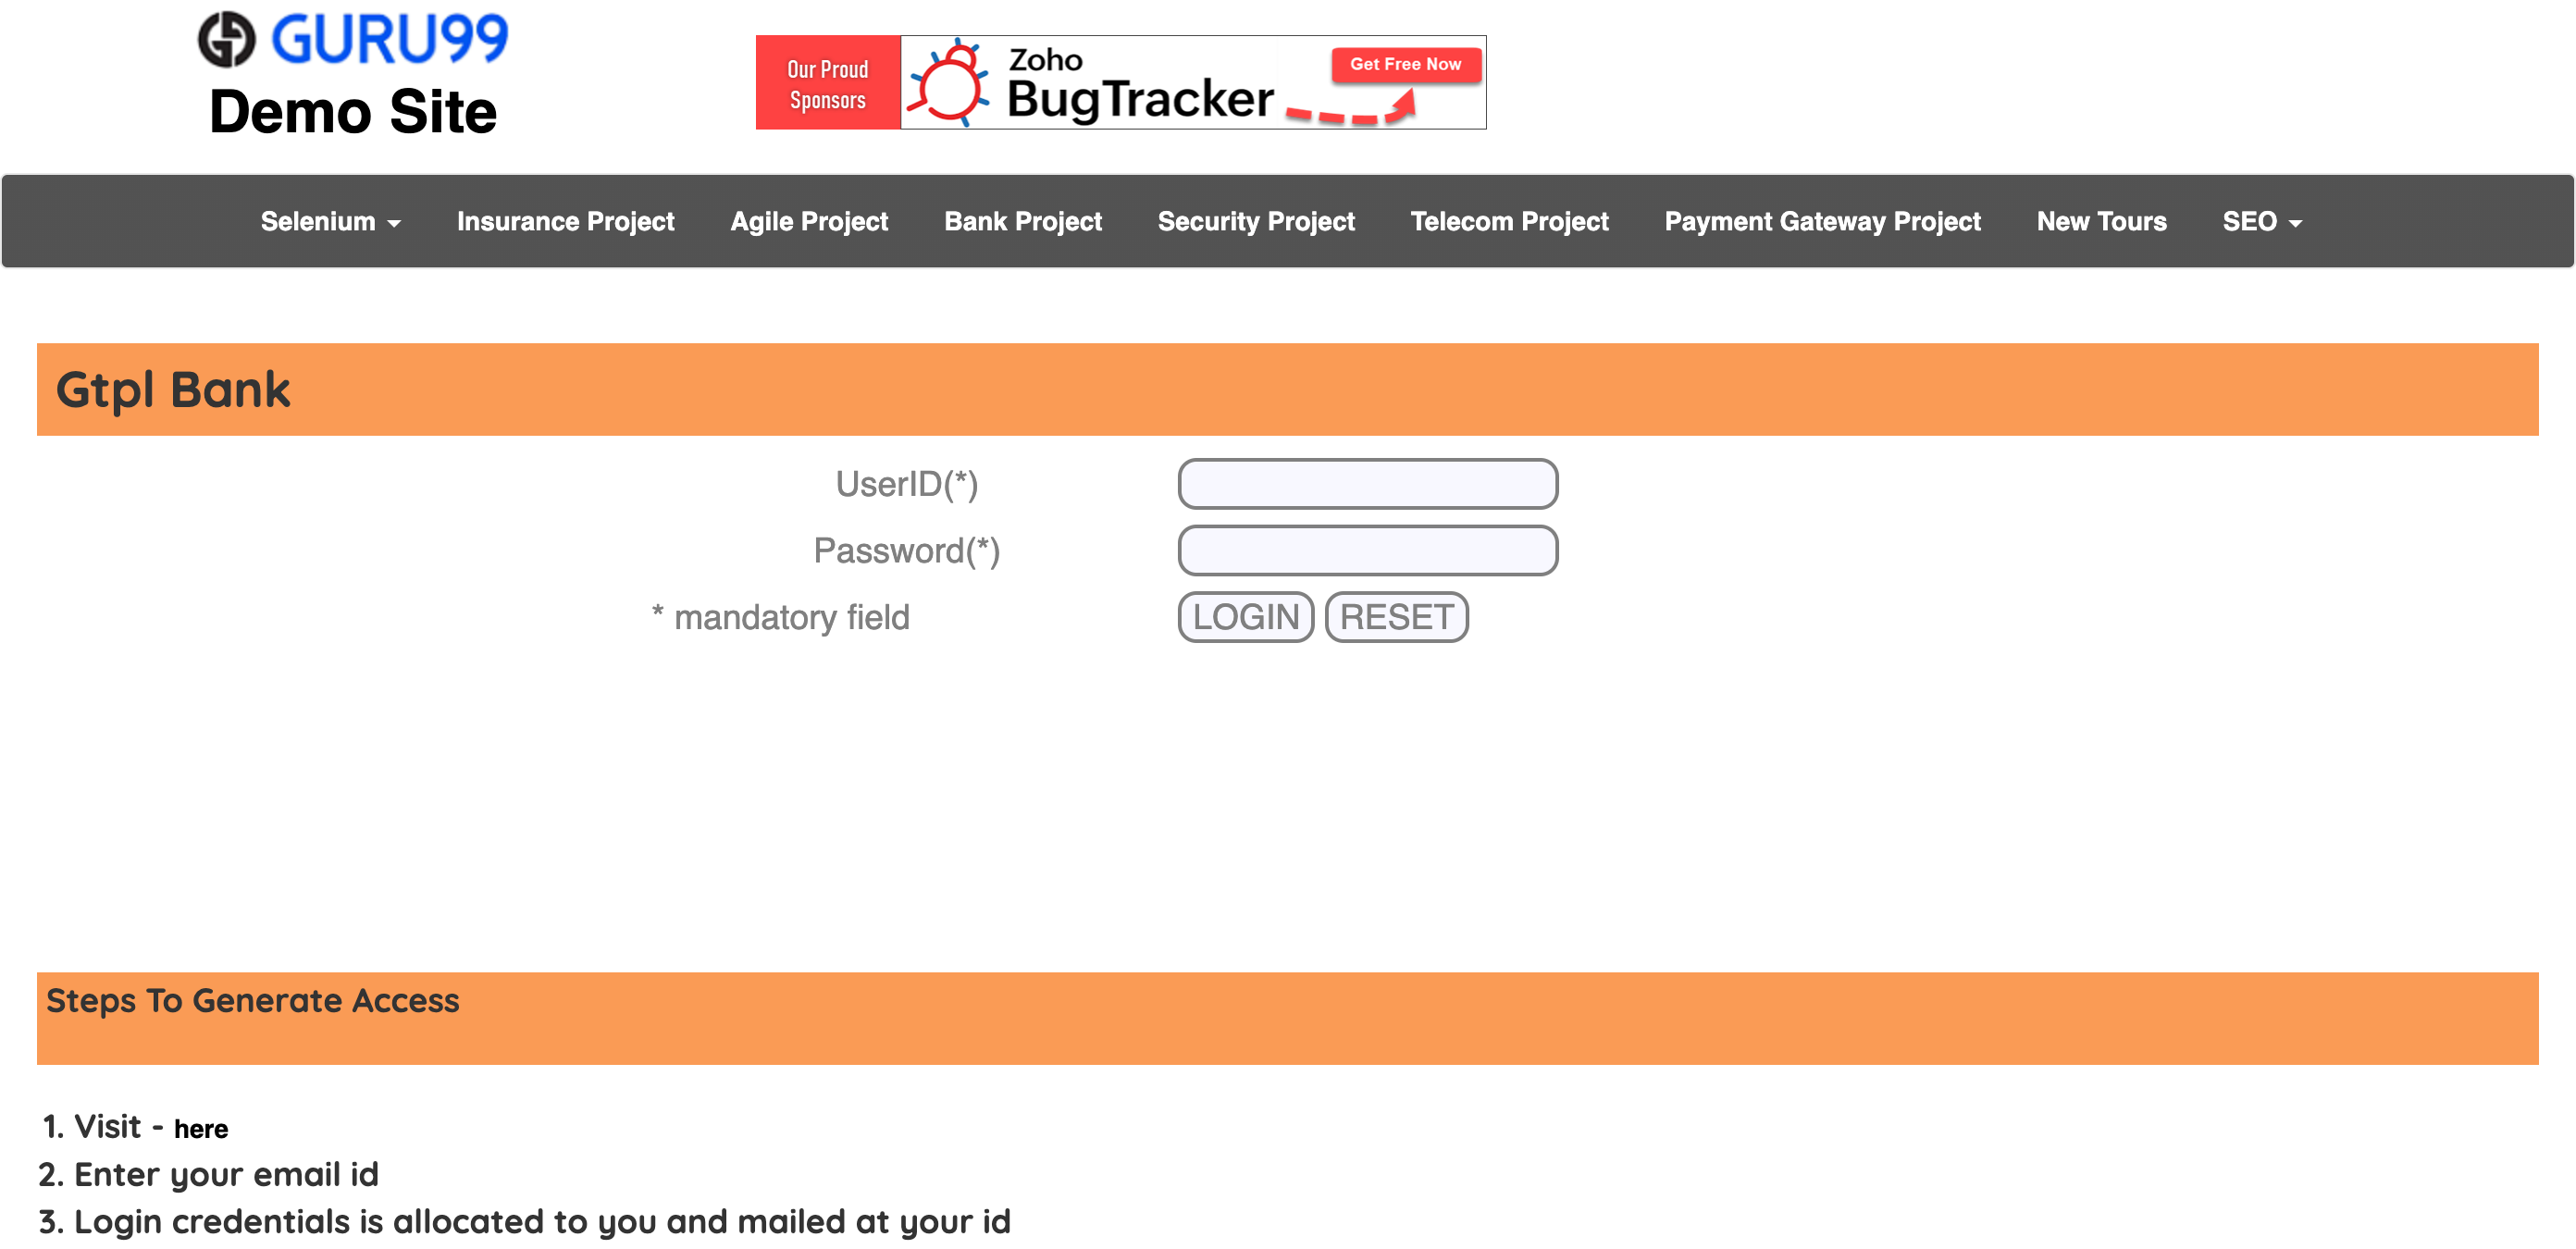 GURU99
Demo Site
Our Proud
Sponsors
Zoho
BugTracker
Get Free Now
Selenium Insurance Project Agile Project Bank Project Security Project Telecom Project Payment Gateway Project New Tours SEO
Gtpl Bank
UserID(*)
Password(*)
* mandatory field LOGIN RESET
Steps To Generate Access
1. Visit - here
2. Enter your email id
3. Login credentials is allocated to you and mailed at your id